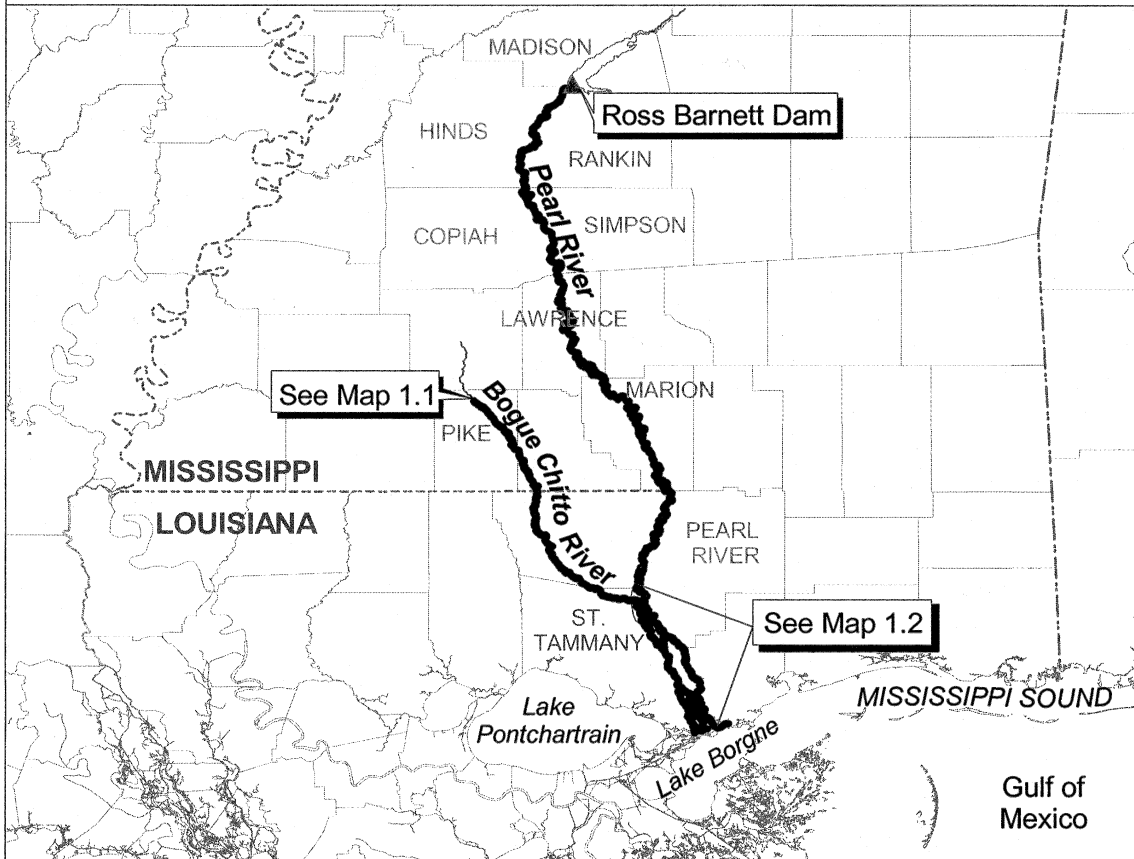 MADISON
Ross Barnett Dam
HINDS
RANKIN
Pearl River
COPIAH
SIMPSON
LAWRENCE
See Map 1.1
Bogue Chitto River
MARION
PIKE
MISSISSIPPI
LOUISIANA
PEARL
RIVER
ST.
TAMMANY
See Map 1.2
MISSISSIPPI SOUND
Lake
Pontchartrain
Lake Borgne
Gulf of
Mexico